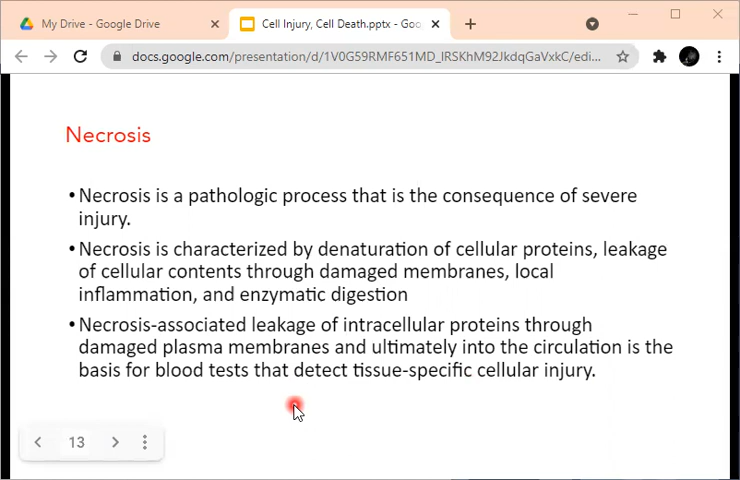 My Drive - Google Drive
Cell Injury, Cell Death.pptx - Goo
docs.google.com/presentation/d/1V0G59RMF651MD_lRSKhM92JkdqGaVxkC/edi...
Necrosis
•Necrosis is a pathologic process that is the consequence of severe
injury.
•Necrosis is characterized by denaturation of cellular proteins, leakage
of cellular contents through damaged membranes, local
inflammation, and enzymatic digestion
•Necrosis-associated leakage of intracellular proteins through
damaged plasma membranes and ultimately into the circulation is the
basis for blood tests that detect tissue-specific cellular injury.
13